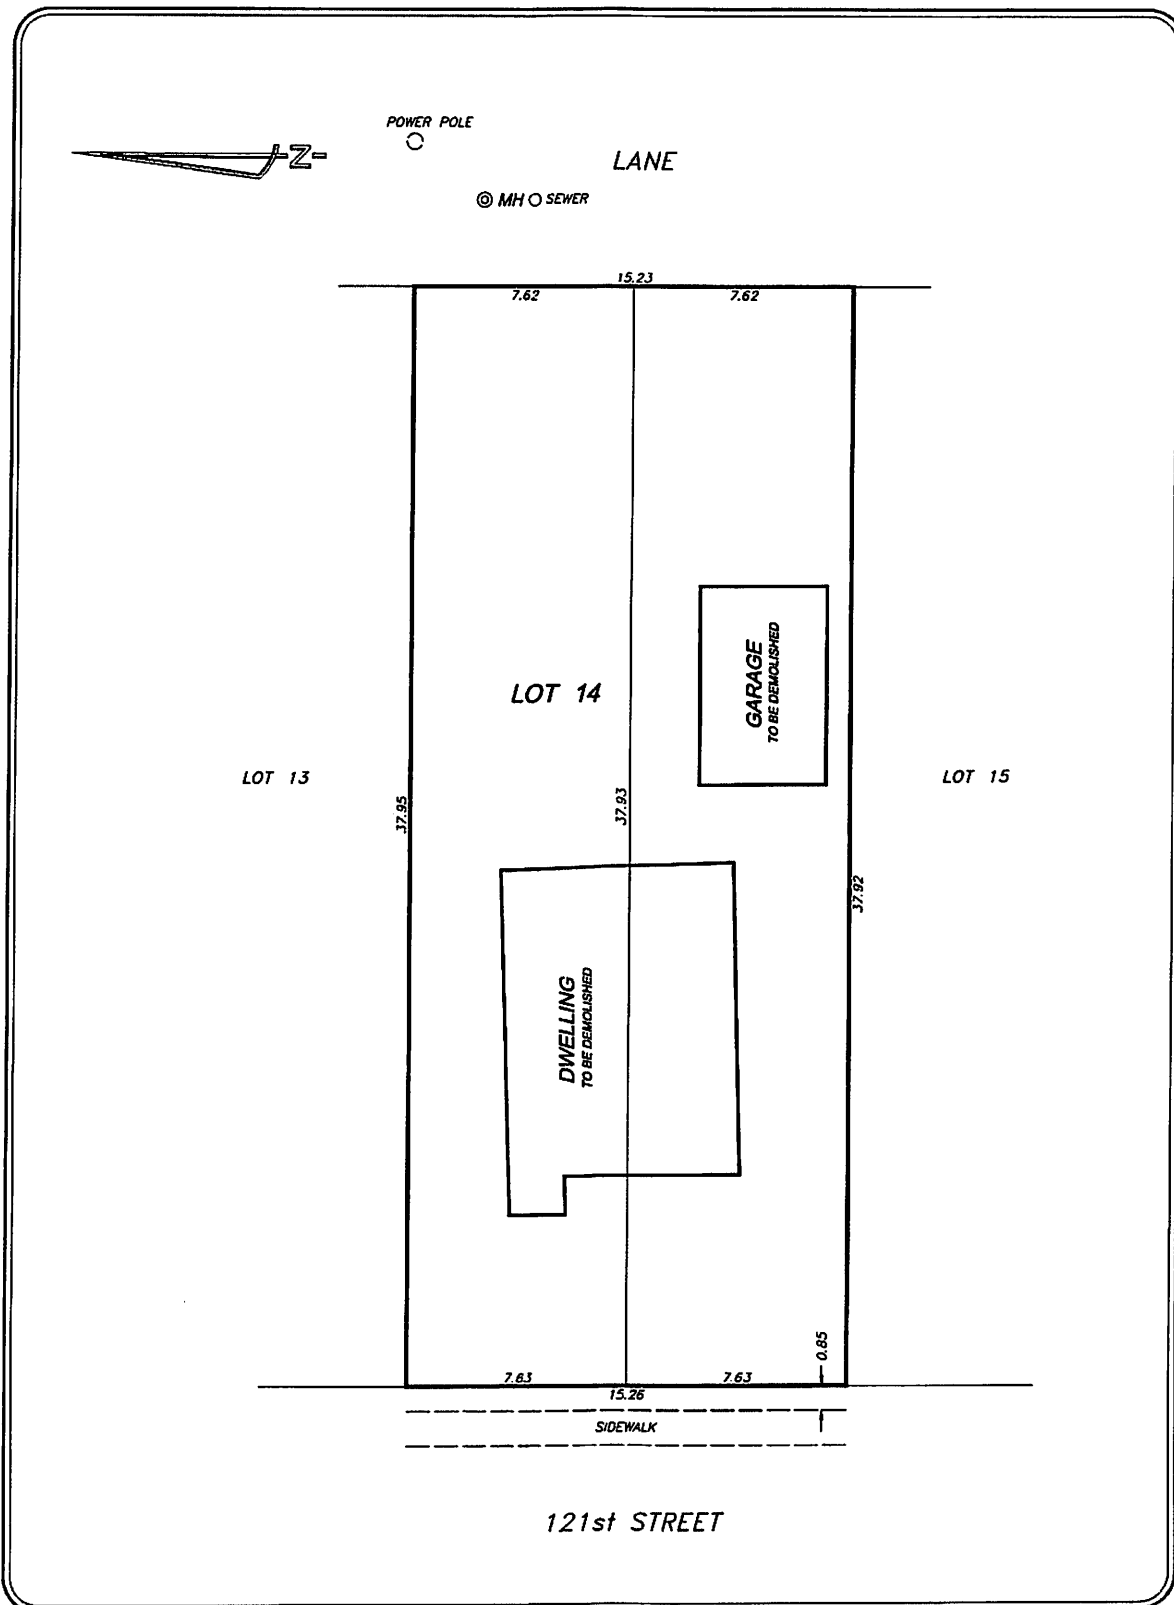 POWER POLE
-Z-
LANE
MH SEWER
15.23
7.62 7.62
GARAGE
TO BE DEMOLISHED
LOT 14
LOT 13
LOT 15
37.95
37.93
37.92
DWELLING
TO BE DEMOLISHED
0.85
7.63 7.63
15.26
SIDEWALK
121st STREET